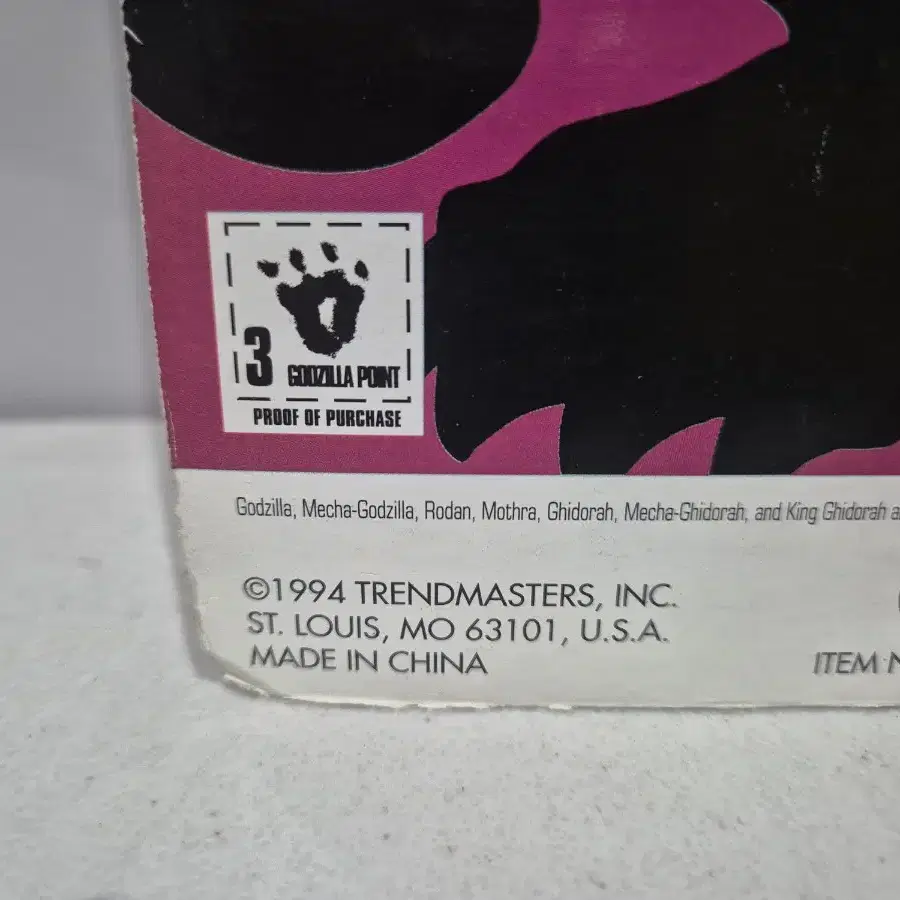 3
GODZILLA POINT
PROOF OF PURCHASE
Godzilla, Mecha-Godzilla, Rodan, Mothra, Ghidorah, Mecha-Ghidorah, and King Ghidorah
©1994 TRENDMASTERS, INC.
ST. LOUIS, MO 63101, U.S.A.
MADE IN CHINA
ITEM